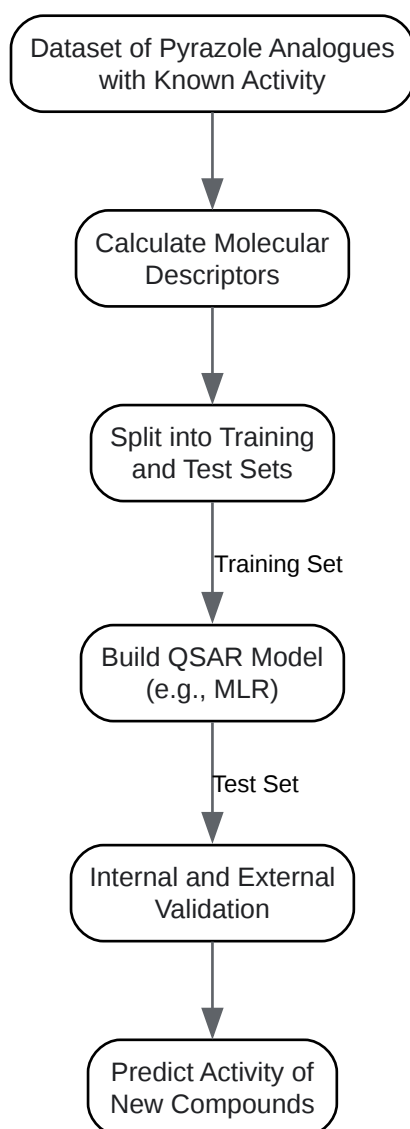 Dataset of Pyrazole Analogues
with Known Activity
Calculate Molecular
Descriptors
Split into Training
and Test Sets
Training Set
Build QSAR Model
(e.g., MLR)
Test Set
Internal and External
Validation
Predict Activity of
New Compounds